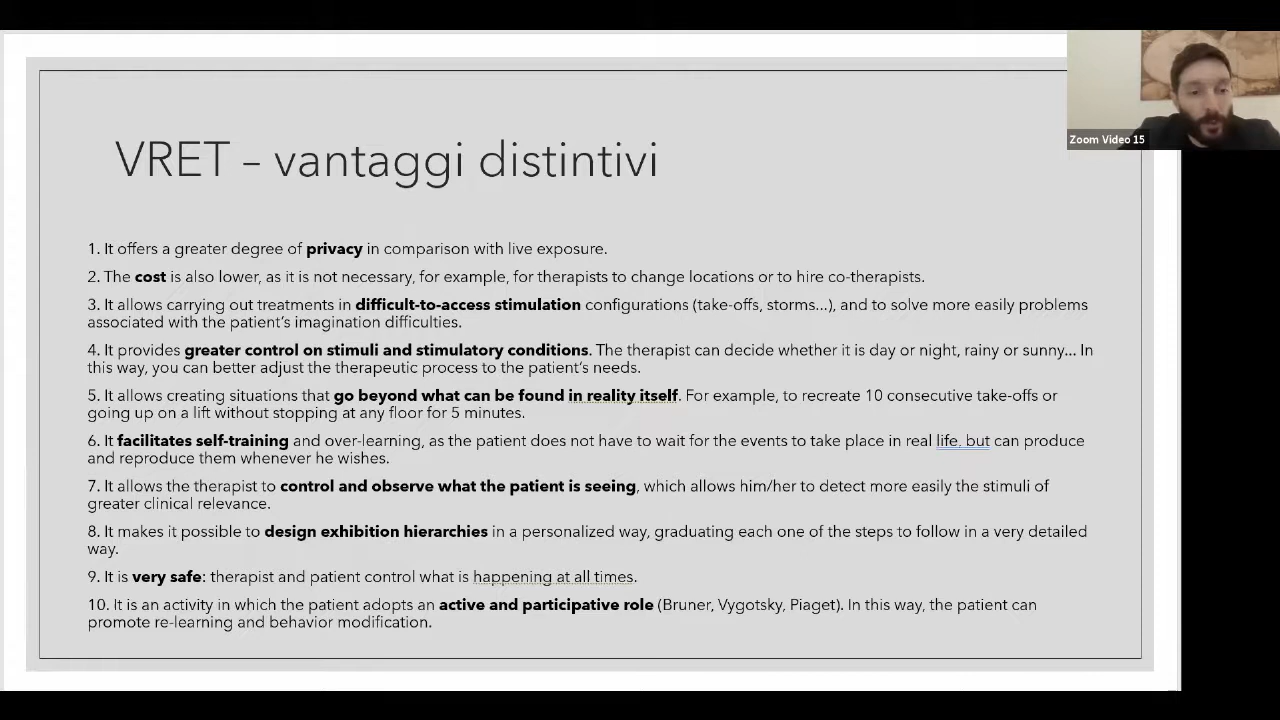 Zoom Video 15
VRET – vantaggi distintivi
1. It offers a greater degree of privacy in comparison with live exposure.
2. The cost is also lower, as it is not necessary, for example, for therapists to change locations or to hire co-therapists.
3. It allows carrying out treatments in difficult-to-access stimulation configurations (take-offs, storms...), and to solve more easily problems
associated with the patient's imagination difficulties.
4. It provides greater control on stimuli and stimulatory conditions. The therapist can decide whether it is day or night, rainy or sunny... In
this way, you can better adjust the therapeutic process to the patient's needs.
5. It allows creating situations that go beyond what can be found in reality itself. For example, to recreate 10 consecutive take-offs or
going up on a lift without stopping at any floor for 5 minutes.
6. It facilitates self-training and over-learning, as the patient does not have to wait for the events to take place in real life, but can produce
and reproduce them whenever he wishes.
7. It allows the therapist to control and observe what the patient is seeing, which allows him/her to detect more easily the stimuli of
greater clinical relevance.
8. It makes it possible to design exhibition hierarchies in a personalized way, graduating each one of the steps to follow in a very detailed
way.
9. It is very safe: therapist and patient control what is happening at all times.
10. It is an activity in which the patient adopts an active and participative role (Bruner, Vygotsky, Piaget). In this way, the patient can
promote re-learning and behavior modification.